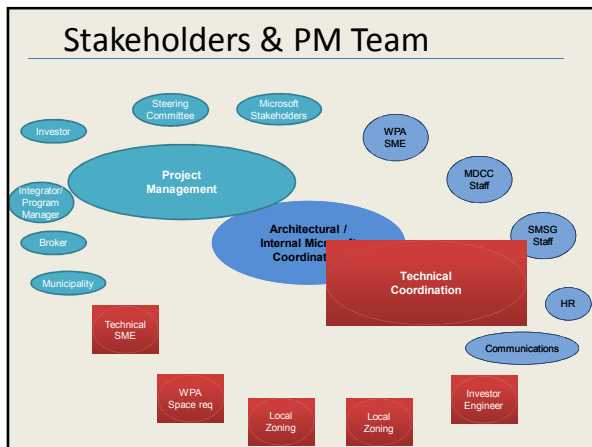 Stakeholders & PM Team
Steering
Committee
Microsoft
Stakeholders
Investor
WPA
SME
Project
Management
MDCC
Staff
Integrator/
Program
Manager
Architectural /
Internal Micros
Coordinat
SMSG
Staff
Broker
Technical
Coordination
Municipality
HR
Technical
SME
Communications
WPA
Space req
Local
Zoning
Local
Zoning
Investor
Engineer